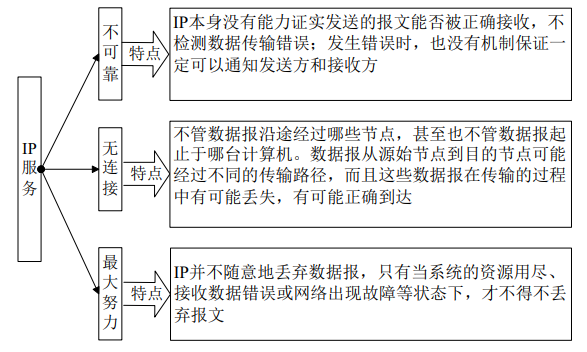 IP
服
务
不
可
靠
特点
IP本身没有能力证实发送的报文能否被正确接收，不
检测数据传输错误；发生错误时，也没有机制保证一
定可以通知发送方和接收方
无
连
接
特点
不管数据报沿途经过哪些节点，甚至也不管数据报起
止于哪台计算机。数据报从源始节点到目的节点可能
经过不同的传输路径，而且这些数据报在传输的过程
中有可能丢失，有可能正确到达
最
大
努
力
特点
IP并不随意地丢弃数据报，只有当系统的资源用尽、
接收数据错误或网络出现故障等状态下，才不得不丢
弃报文